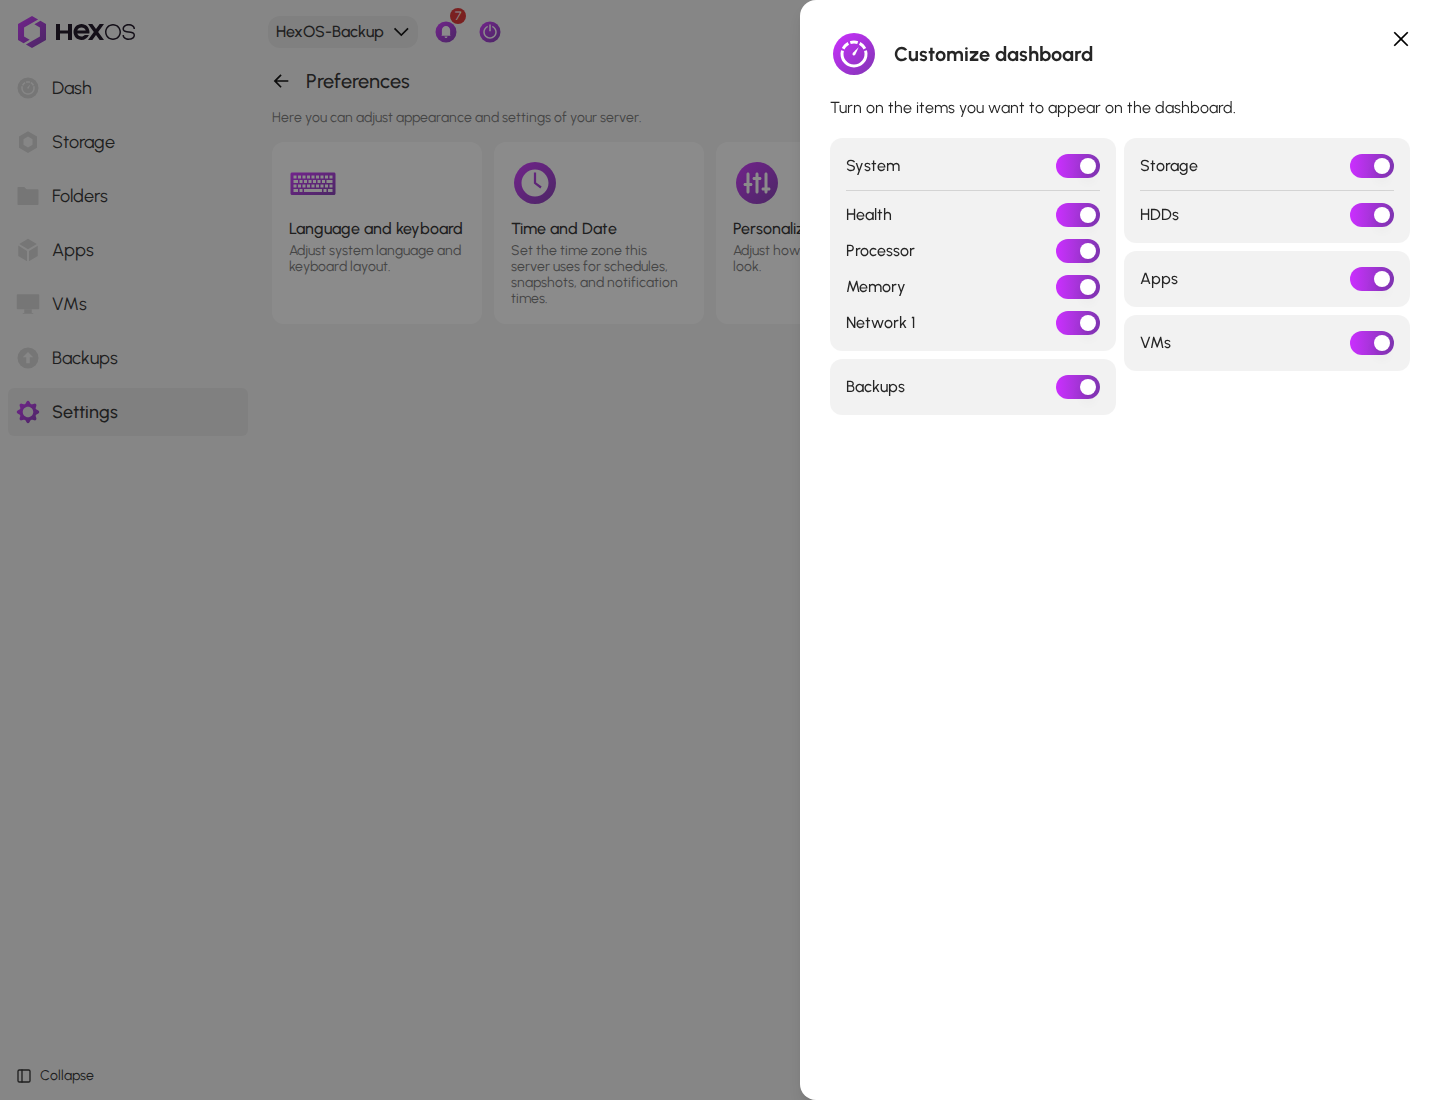 HexOS
HexOS-Backup
7
Dash
Storage
Folders
Apps
VMs
Backups
Settings
Collapse
Preferences
Here you can adjust appearance and settings of your server.
Language and keyboard
Adjust system language and
keyboard layout.
Time and Date
Set the time zone this
server uses for schedules,
snapshots, and notification
times.
Personaliz
Adjust how
look.
Customize dashboard
Turn on the items you want to appear on the dashboard.
System
Health
Processor
Memory
Network 1
Backups
Storage
HDDs
Apps
VMs